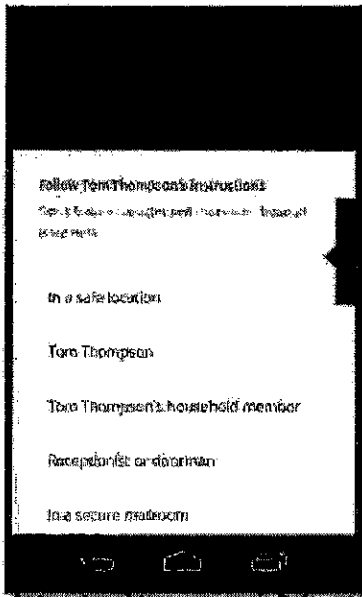 Follow Tom Thompson's Instructions
In a safe location
Tom Thompson
Tom Thompson's household member
Receptionist or doorman
In a secure mailroom